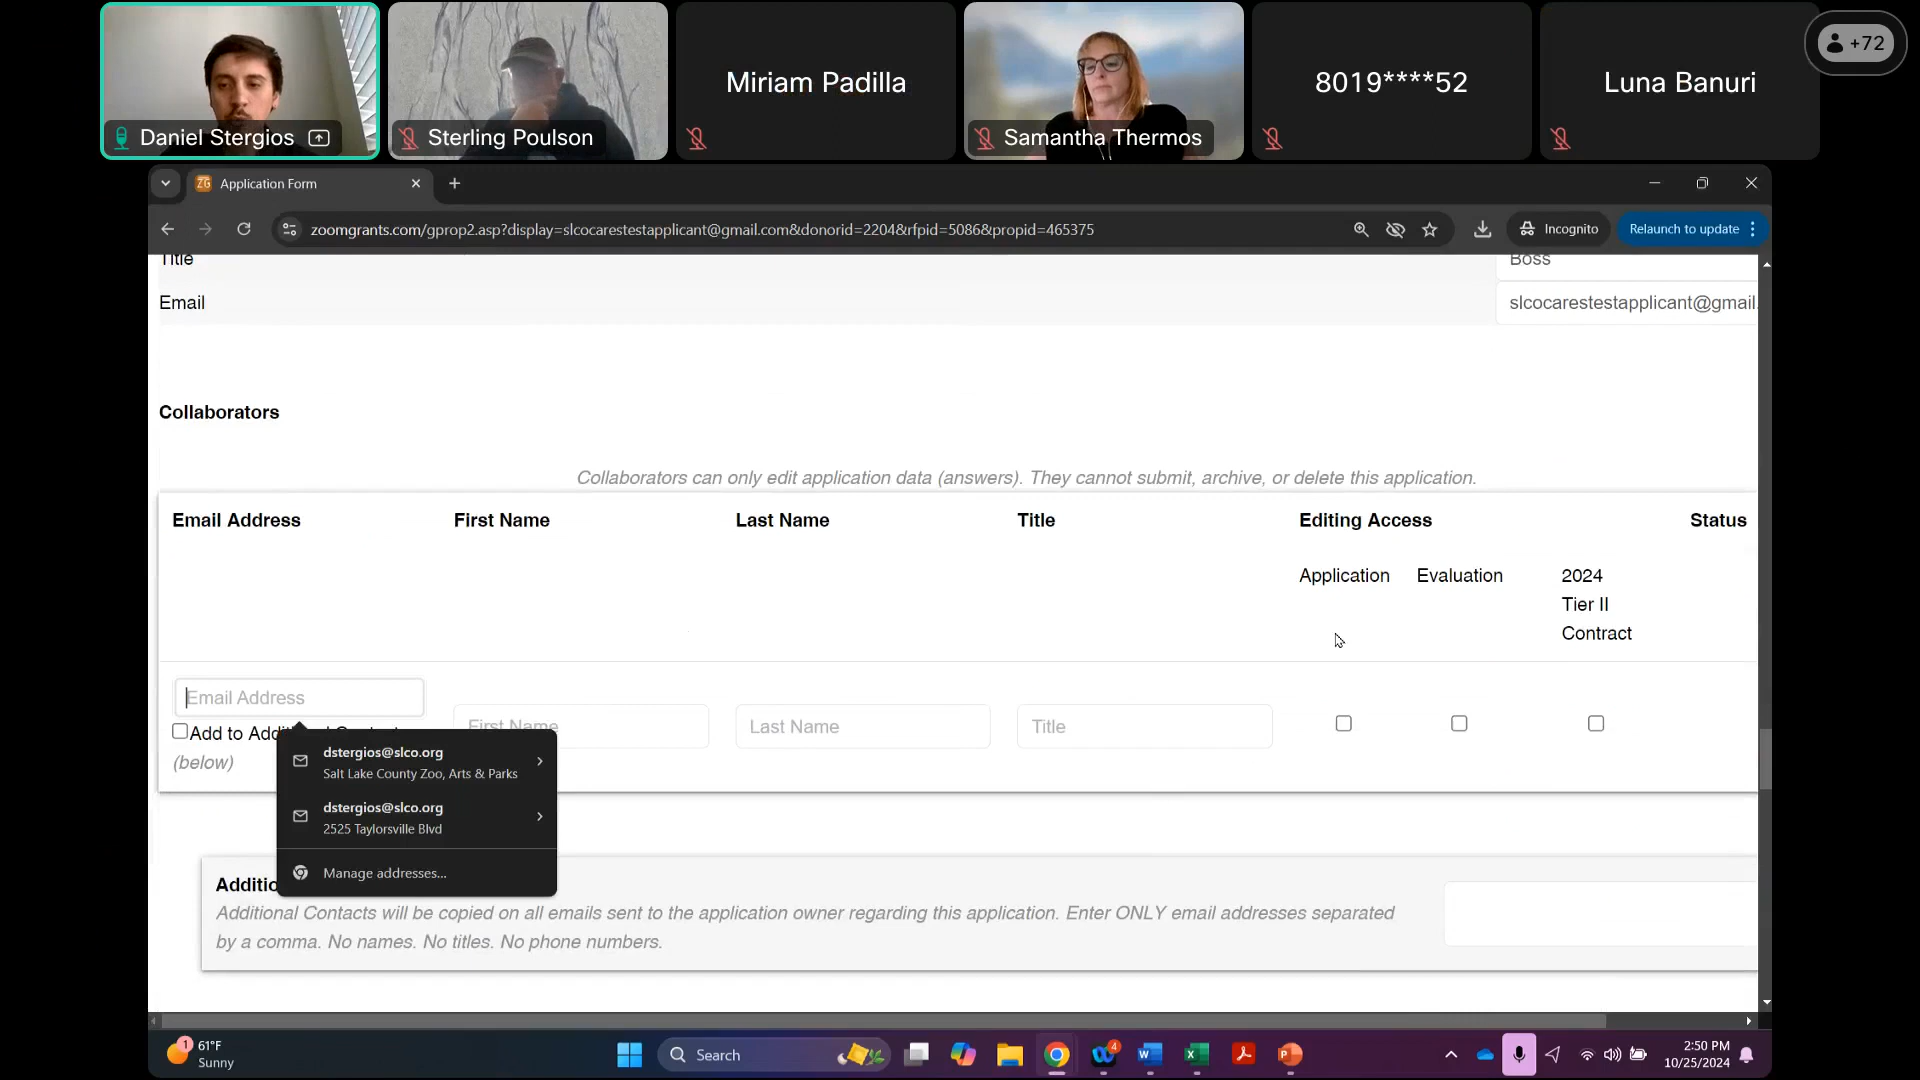 Daniel Stergios
Sterling Poulson
Miriam Padilla
Samantha Thermos
8019****52
Luna Banuri
+72
ZG Application Form
zoomgrants.com/gprop2.asp?display=slcocarestestapplicant@gmail.com&donorid=2204&rfpid=5086&propid=465375
Incognito
Relaunch to update
Title
Boss
Email
slcocarestestapplicant@gmail.
Collaborators
Collaborators can only edit application data (answers). They cannot submit, archive, or delete this application.
Email Address First Name Last Name Title Editing Access Status
Application Evaluation 2024
Tier II
Contract
Email Address
First Name
Last Name
Title
Add to Additional Contacts
(below)
dstergios@slco.org
Salt Lake County Zoo, Arts & Parks
dstergios@slco.org
2525 Taylorsville Blvd
Manage addresses...
Additio
Additional Contacts will be copied on all emails sent to the application owner regarding this application. Enter ONLY email addresses separated
by a comma. No names. No titles. No phone numbers.
1
61°F
Sunny
Search
4
2:50 PM
10/25/2024